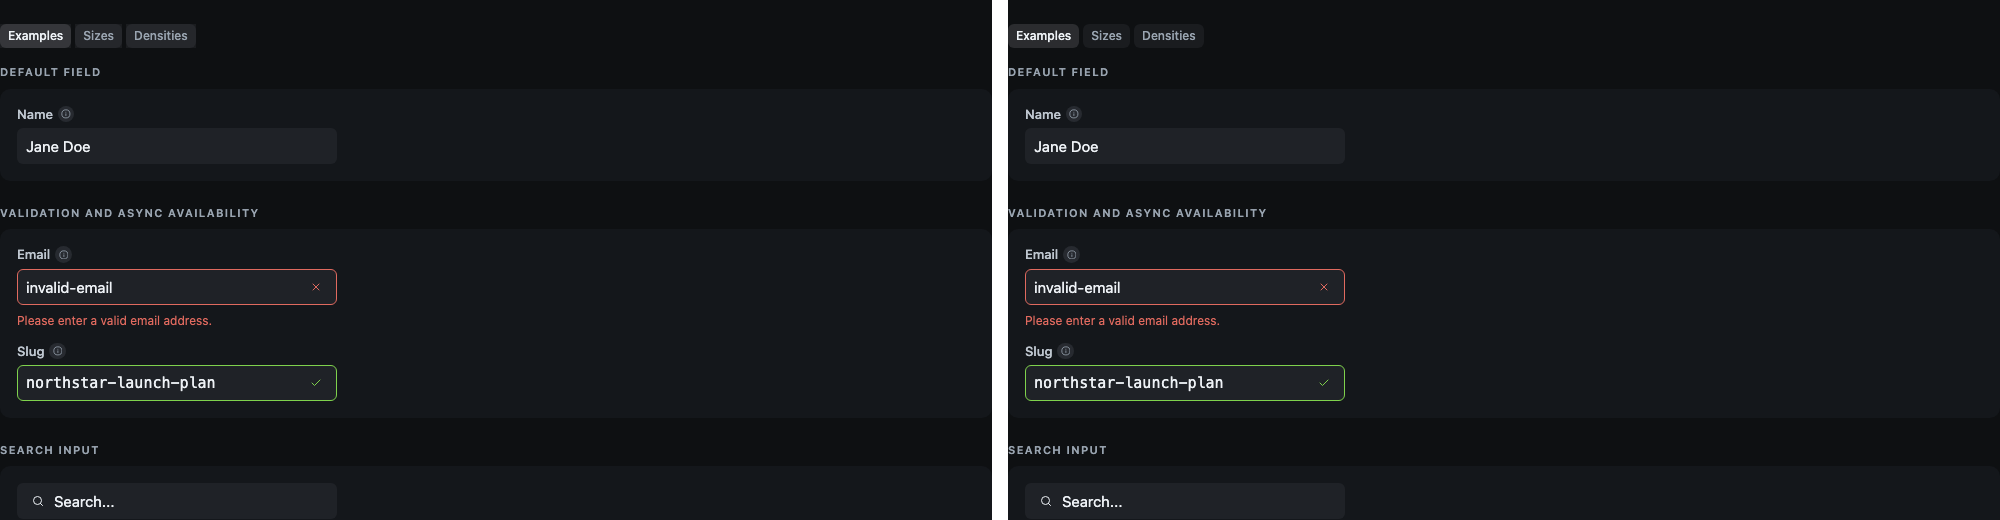 Examples Sizes Densities
DEFAULT FIELD
Name
Jane Doe
VALIDATION AND ASYNC AVAILABILITY
Email
invalid-email
Please enter a valid email address.
Slug
northstar-launch-plan
SEARCH INPUT
Search...
Examples Sizes Densities
DEFAULT FIELD
Name
Jane Doe
VALIDATION AND ASYNC AVAILABILITY
Email
invalid-email
Please enter a valid email address.
Slug
northstar-launch-plan
SEARCH INPUT
Search...